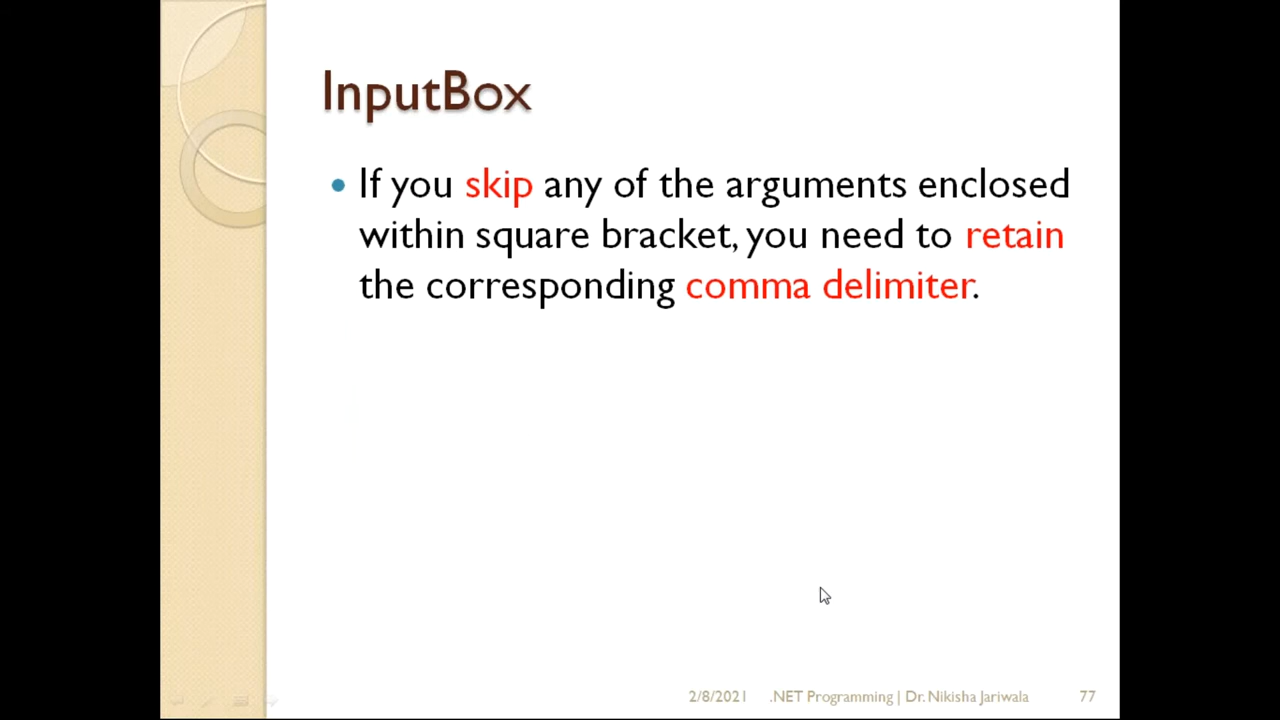 InputBox
If you skip any of the arguments enclosed
within square bracket, you need to retain
the corresponding comma delimiter.
2/8/2021 .NET Programming | Dr. Nikisha Jariwala 77